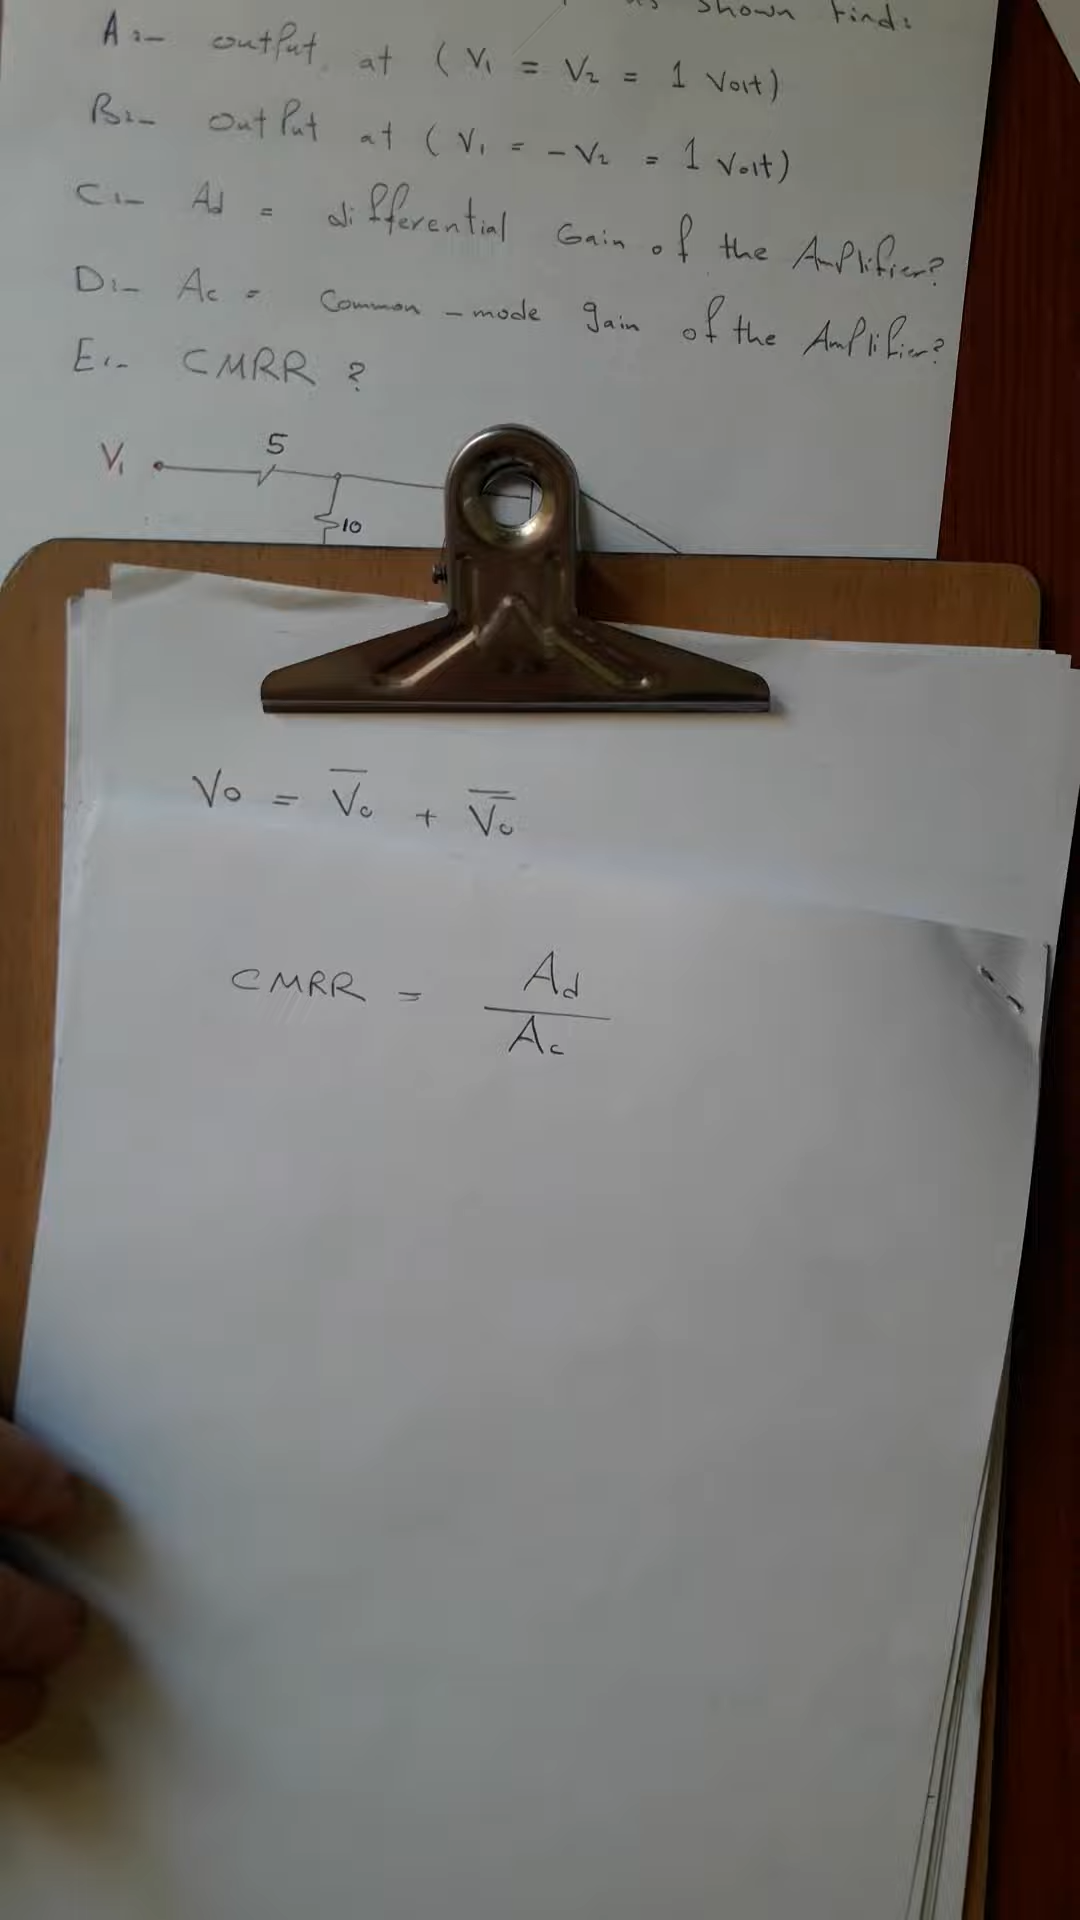 as shown find:
A:- output at ( V1 = V2 = 1 Volt)
B:- output at ( V1 = - V2 = 1 Volt)
C:- Ad = differential Gain of the Amplifier?
D:- Ac = Common - mode gain of the Amplifier?
E:- CMRR ?
V1 5
10
Vo = V̅o + V̿o
CMRR = Ad
Ac